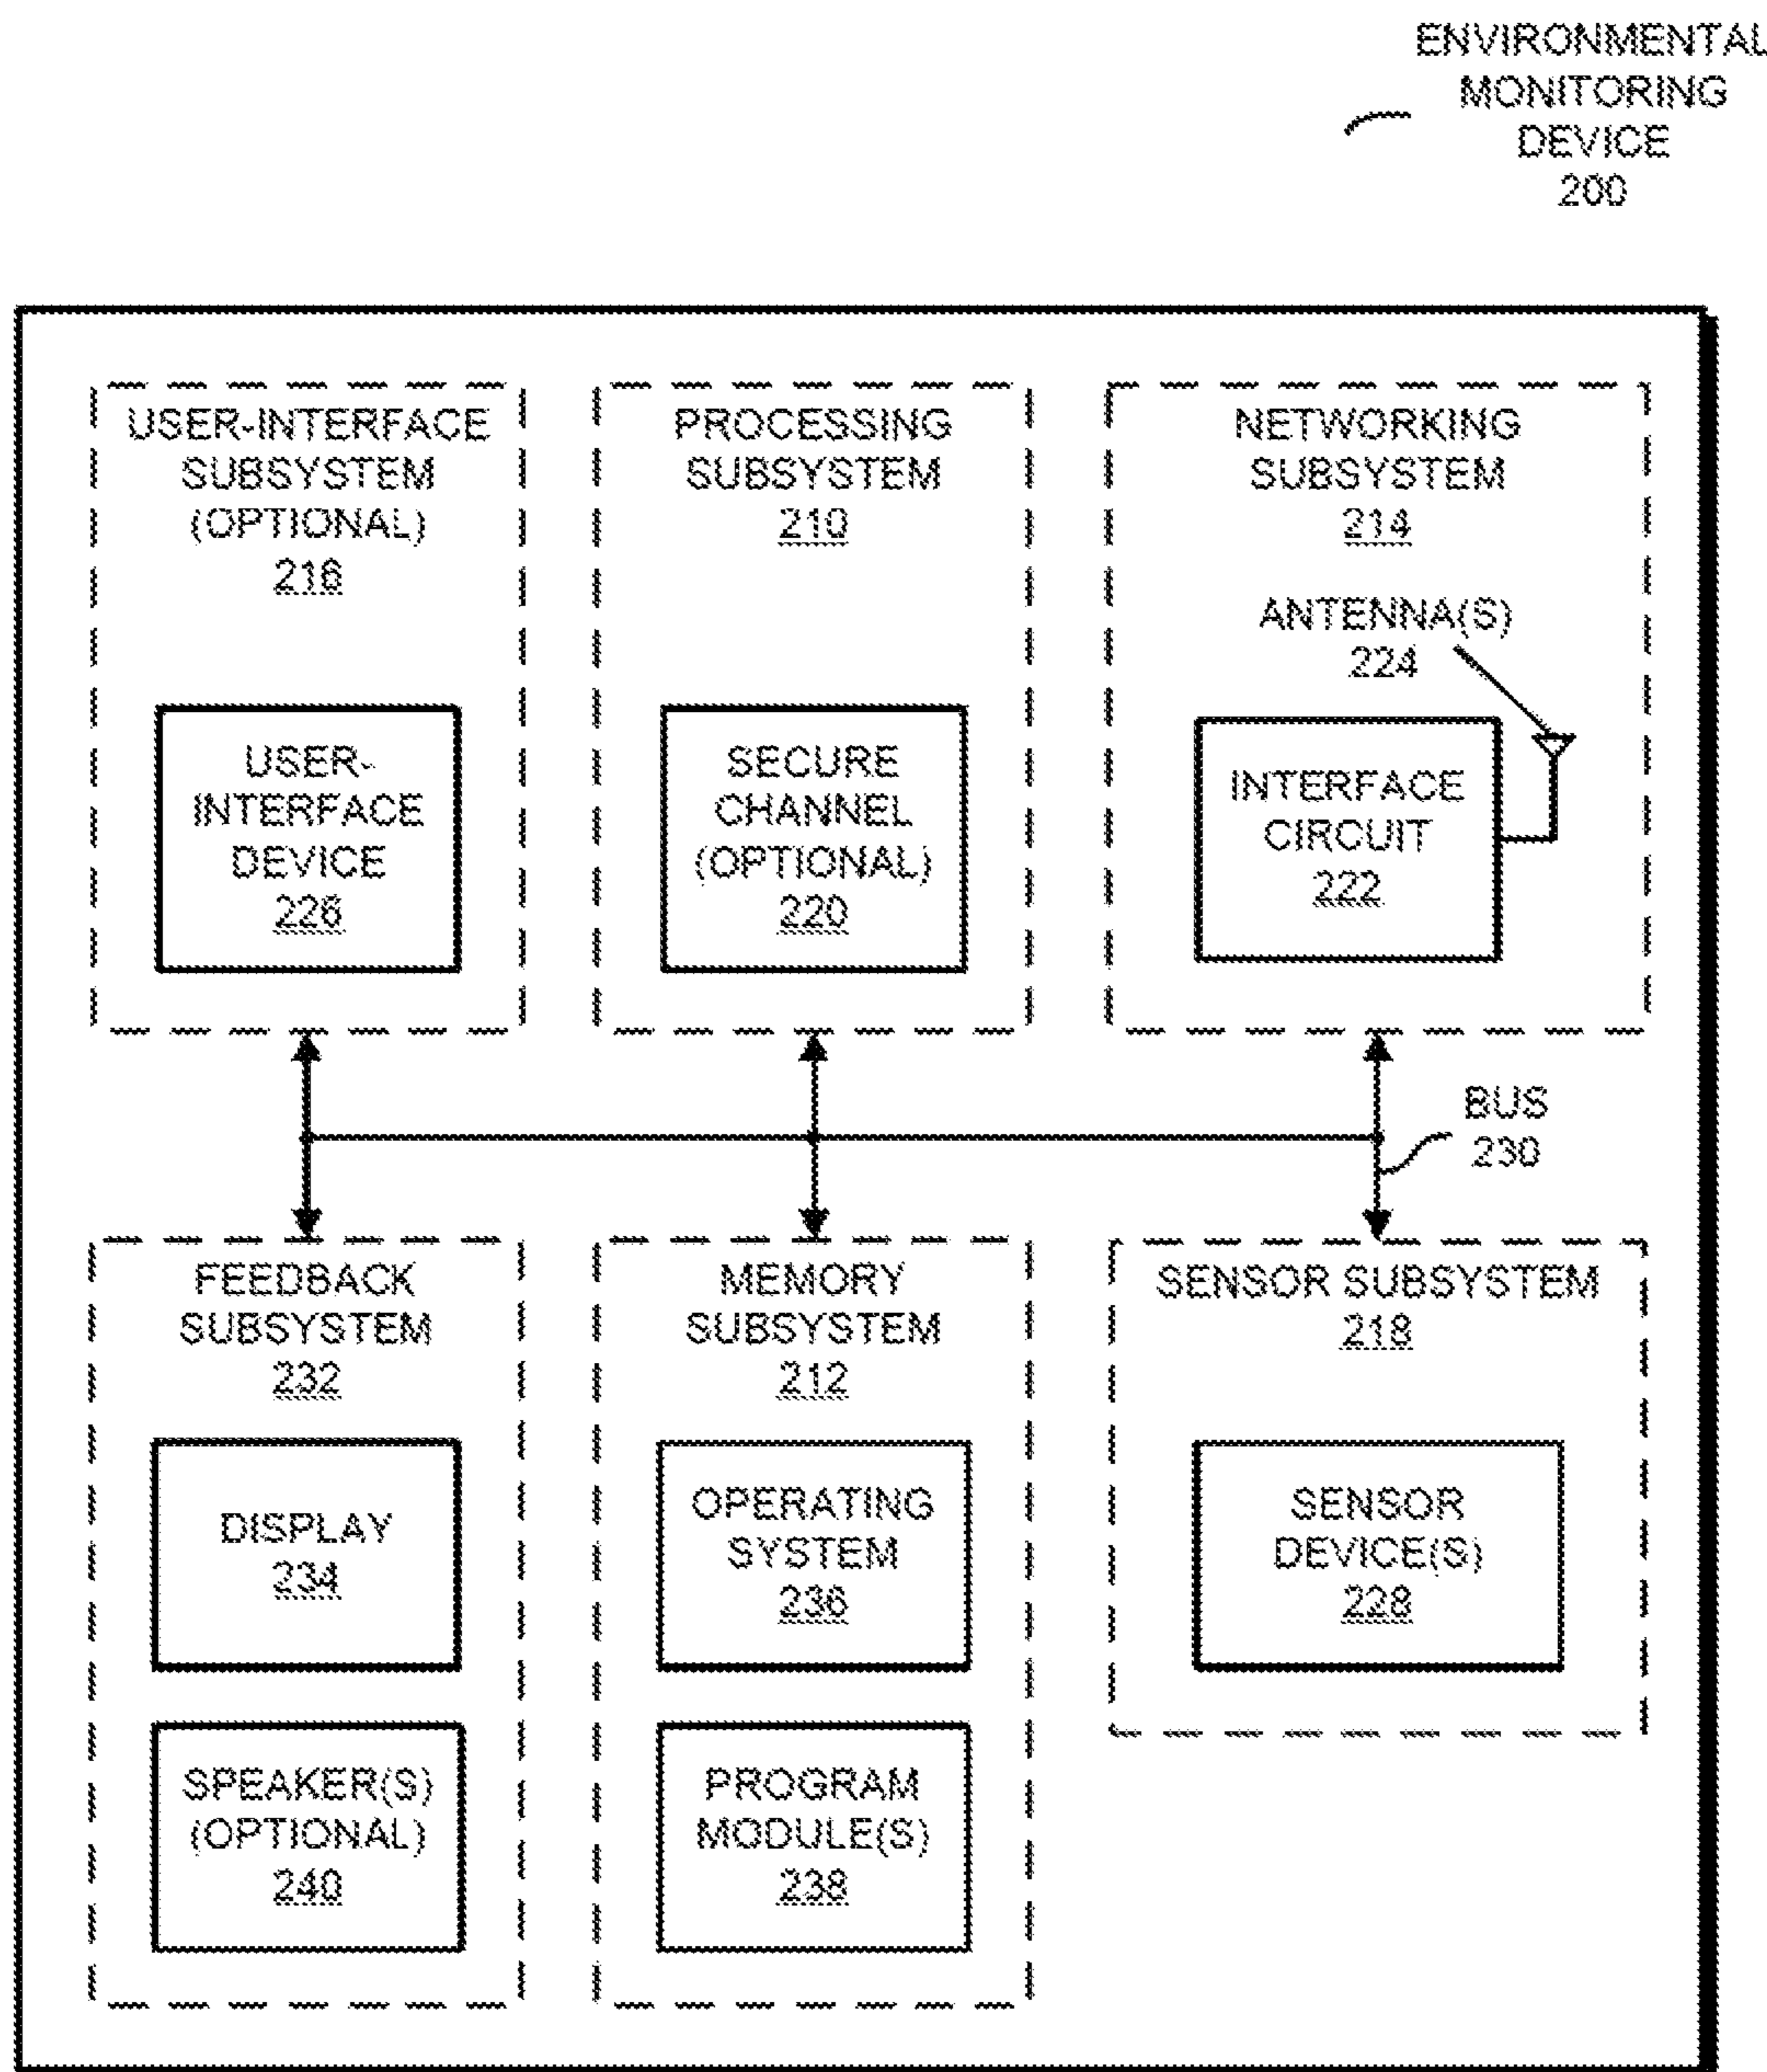 ENVIRONMENTAL
MONITORING
DEVICE
200
USER-INTERFACE
SUBSYSTEM
(OPTIONAL)
216
USER-
INTERFACE
DEVICE
226
PROCESSING
SUBSYSTEM
210
SECURE
CHANNEL
(OPTIONAL)
220
NETWORKING
SUBSYSTEM
214
ANTENNA(S)
224
INTERFACE
CIRCUIT
222
BUS
230
FEEDBACK
SUBSYSTEM
232
DISPLAY
234
SPEAKER(S)
(OPTIONAL)
240
MEMORY
SUBSYSTEM
212
OPERATING
SYSTEM
236
PROGRAM
MODULE(S)
238
SENSOR SUBSYSTEM
218
SENSOR
DEVICE(S)
228